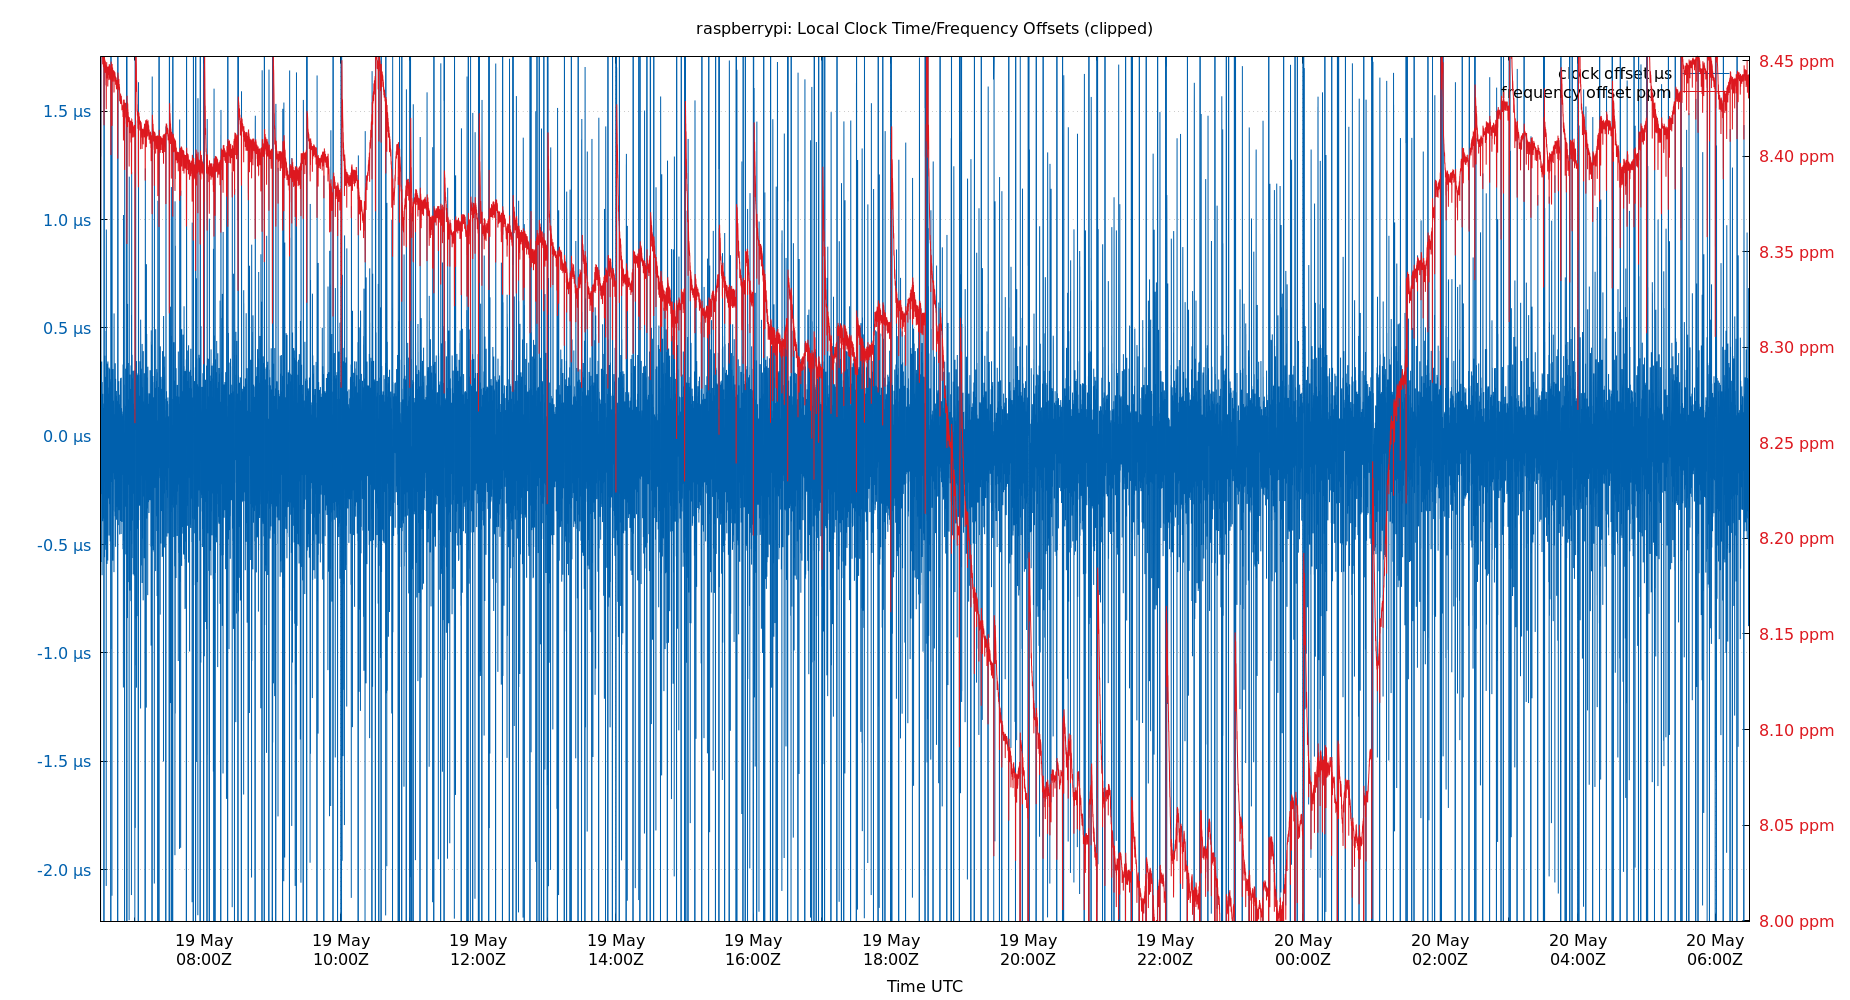 raspberrypi: Local Clock Time/Frequency Offsets (clipped)
clock offset µs
frequency offset ppm
1.5 µs
1.0 µs
0.5 µs
0.0 µs
-0.5 µs
-1.0 µs
-1.5 µs
-2.0 µs
8.45 ppm
8.40 ppm
8.35 ppm
8.30 ppm
8.25 ppm
8.20 ppm
8.15 ppm
8.10 ppm
8.05 ppm
8.00 ppm
19 May 19 May 19 May 19 May 19 May 19 May 19 May 19 May 20 May 20 May 20 May 20 May
08:00Z 10:00Z 12:00Z 14:00Z 16:00Z 18:00Z 20:00Z 22:00Z 00:00Z 02:00Z 04:00Z 06:00Z
Time UTC